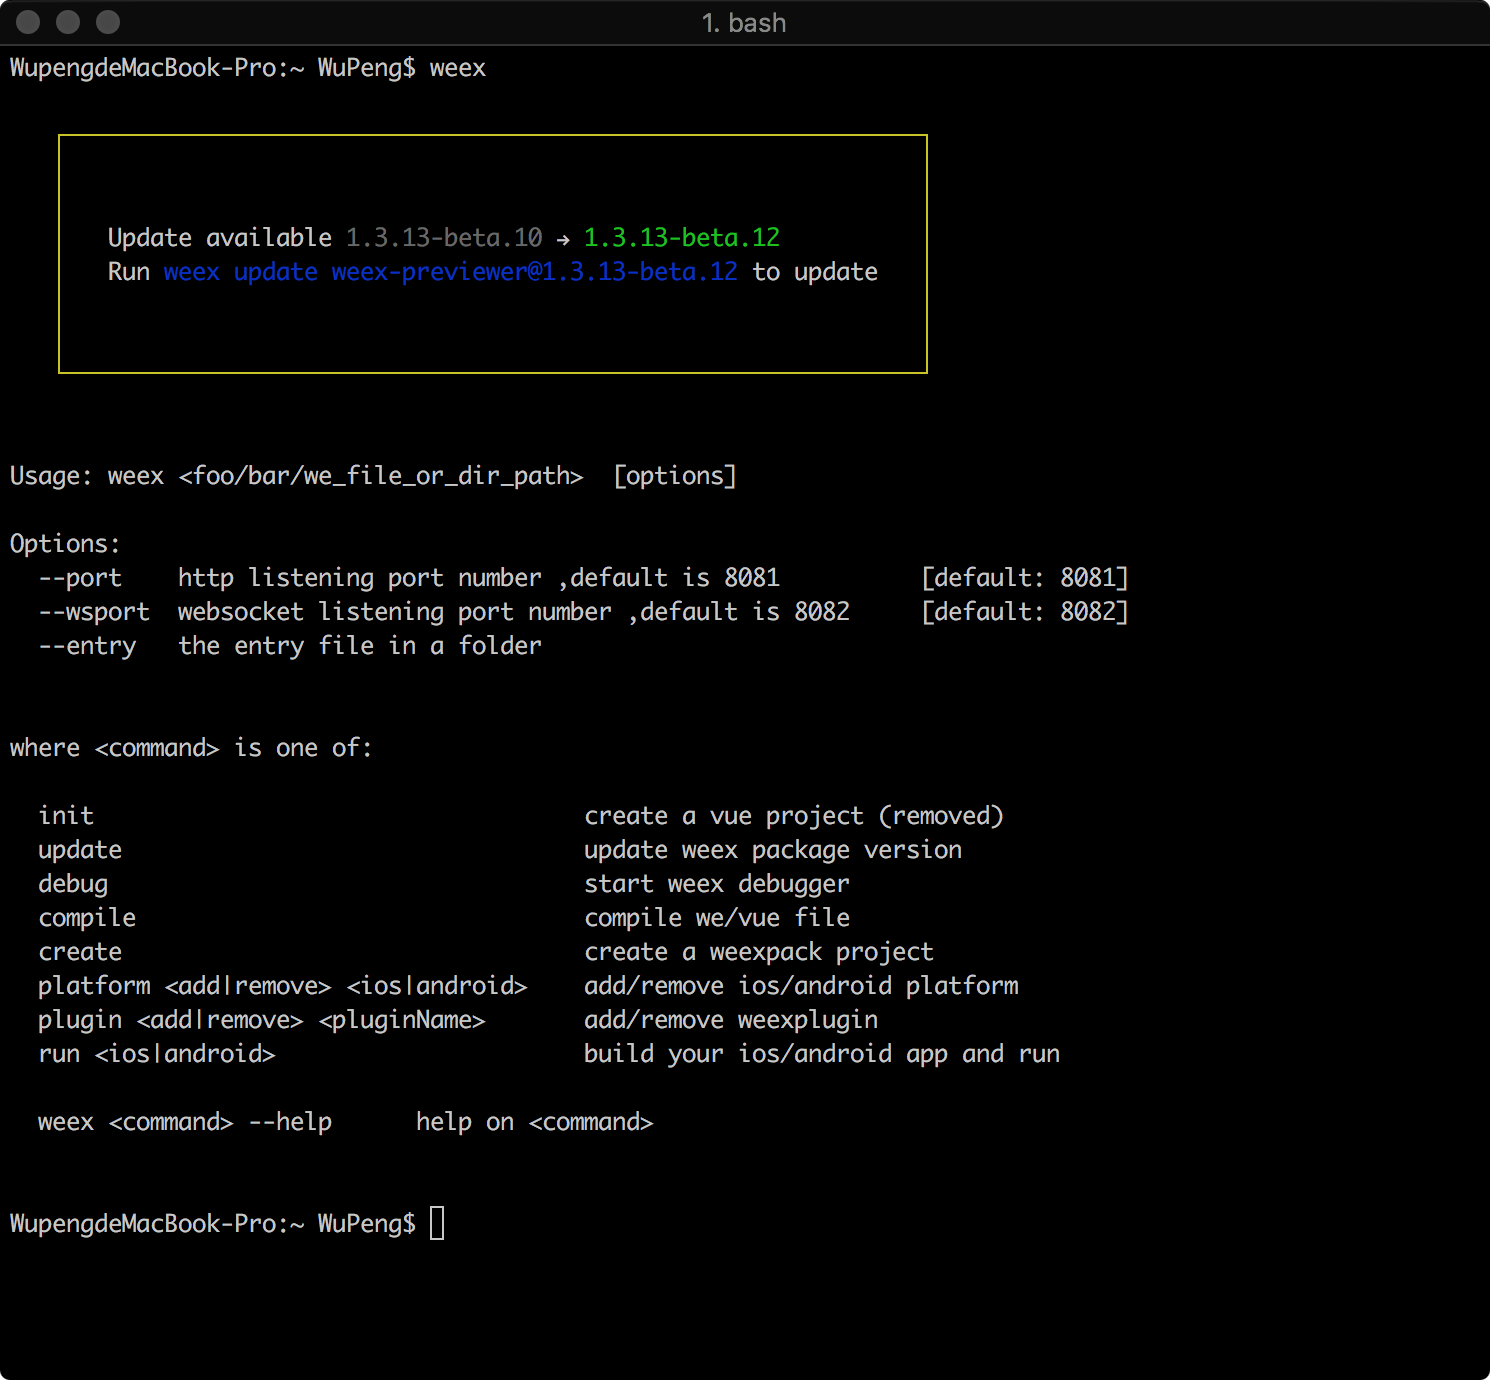 1. bash
WupengdeMacBook-Pro:~ WuPeng$ weex
Update available 1.3.13-beta.10 → 1.3.13-beta.12
Run weex update weex-previewer@1.3.13-beta.12 to update
Usage: weex <foo/bar/we_file_or_dir_path>  [options]
Options:
  --port    http listening port number ,default is 8081          [default: 8081]
  --wsport  websocket listening port number ,default is 8082     [default: 8082]
  --entry   the entry file in a folder
where <command> is one of:
  init                                   create a vue project (removed)
  update                                 update weex package version
  debug                                  start weex debugger
  compile                                compile we/vue file
  create                                 create a weexpack project
  platform <add|remove> <ios|android>    add/remove ios/android platform
  plugin <add|remove> <pluginName>       add/remove weexplugin
  run <ios|android>                      build your ios/android app and run
  weex <command> --help      help on <command>
WupengdeMacBook-Pro:~ WuPeng$